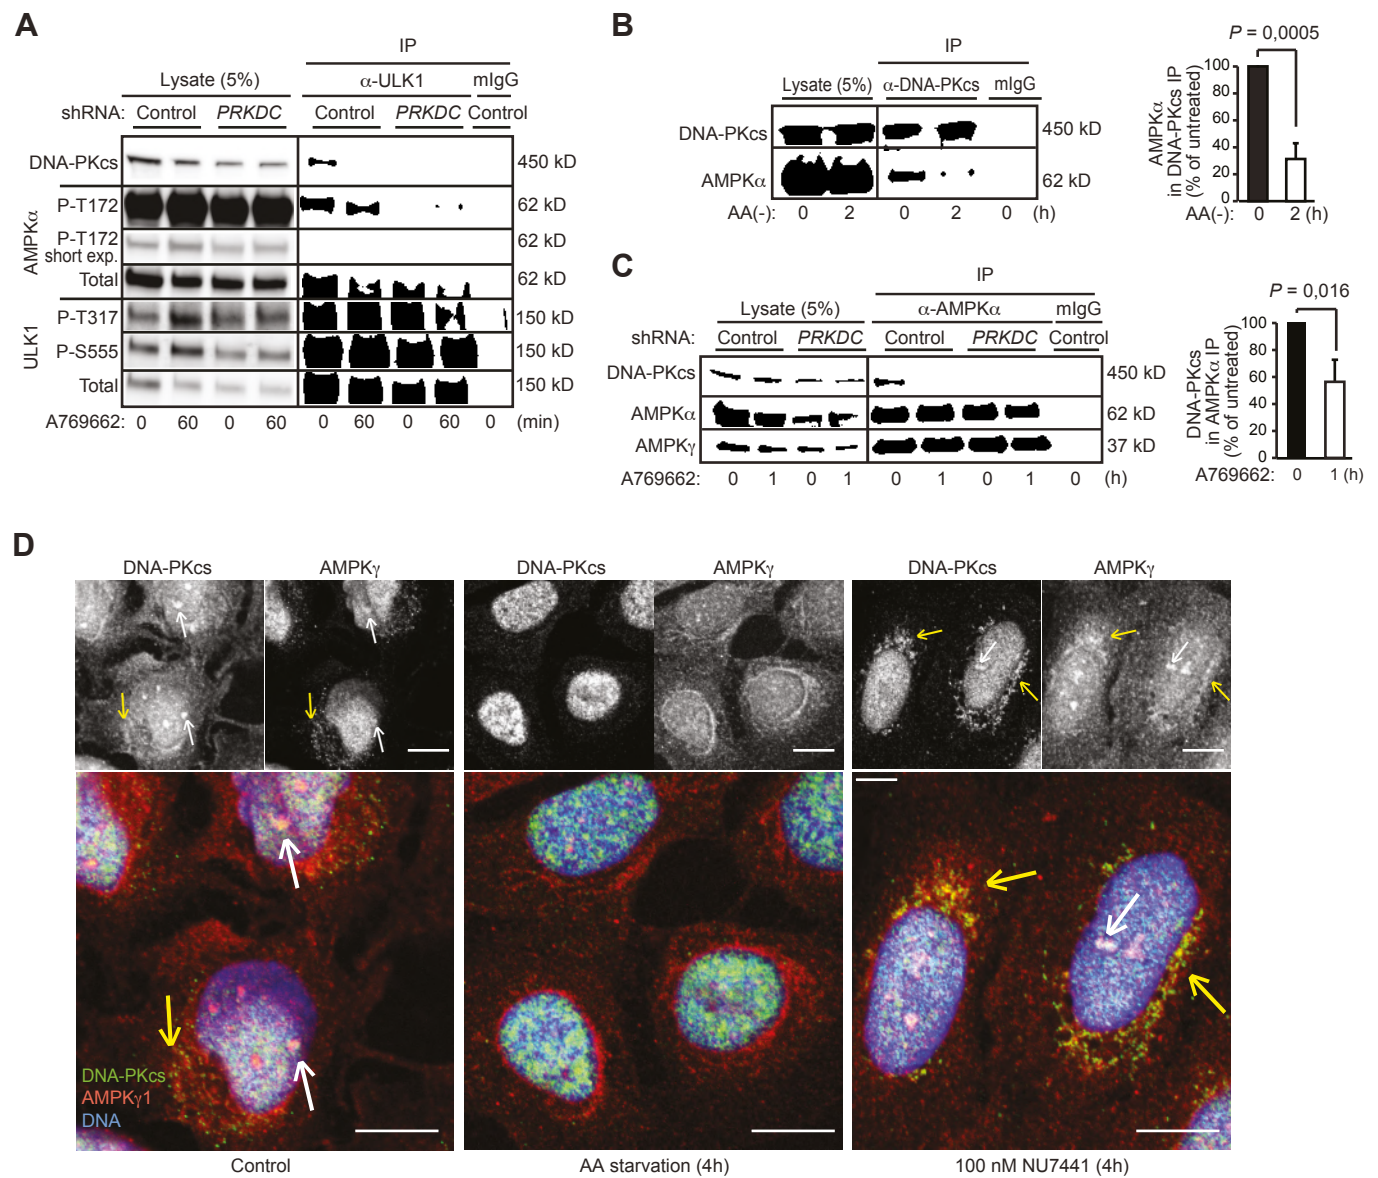 A
IP
Lysate (5%) α-ULK1 mIgG
shRNA: Control PRKDC Control PRKDC Control
DNA-PKcs 450 kD
AMPKα
P-T172 62 kD
P-T172 short exp. 62 kD
Total 62 kD
ULK1
P-T317 150 kD
P-S555 150 kD
Total 150 kD
A769662: 0 60 0 60 0 60 0 60 0 (min)
B
IP
Lysate (5%) α-DNA-PKcs mIgG
DNA-PKcs 450 kD
AMPKα 62 kD
AA(-): 0 2 0 2 0 (h)
P = 0,0005
AMPKα
in DNA-PKcs IP
(% of untreated)
100
80
60
40
20
0
AA(-): 0 2 (h)
C
IP
Lysate (5%) α-AMPKα mIgG
shRNA: Control PRKDC Control PRKDC Control
DNA-PKcs 450 kD
AMPKα 62 kD
AMPKγ 37 kD
A769662: 0 1 0 1 0 1 0 1 0 (h)
P = 0,016
DNA-PKcs
in AMPKα IP
(% of untreated)
100
80
60
40
20
0
A769662: 0 1 (h)
D
DNA-PKcs AMPKγ DNA-PKcs AMPKγ DNA-PKcs AMPKγ
DNA-PKcs
AMPKγ1
DNA
Control AA starvation (4h) 100 nM NU7441 (4h)